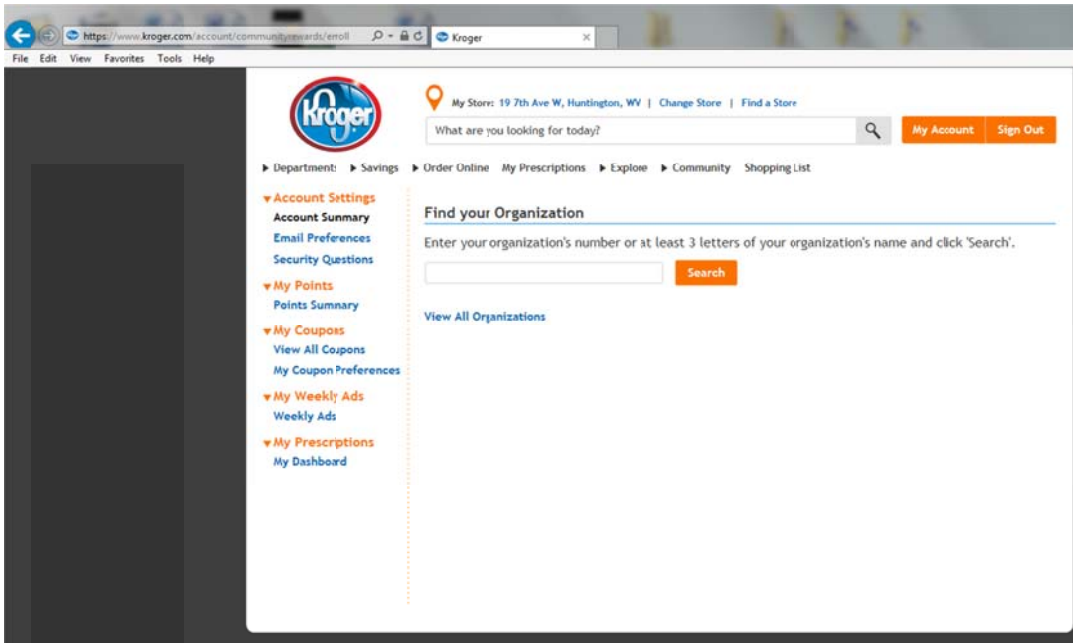 https://www.kroger.com/account/communityrewards/enroll
Kroger
File Edit View Favorites Tools Help
Kroger
My Store: 19 7th Ave W, Huntington, WV | Change Store | Find a Store
What are you looking for today?
My Account Sign Out
Departments Savings Order Online My Prescriptions Explore Community Shopping List
Account Settings
Account Summary
Email Preferences
Security Questions
My Points
Points Summary
My Coupons
View All Coupons
My Coupon Preferences
My Weekly Ads
Weekly Ads
My Prescriptions
My Dashboard
Find your Organization
Enter your organization's number or at least 3 letters of your organization's name and click 'Search'.
Search
View All Organizations